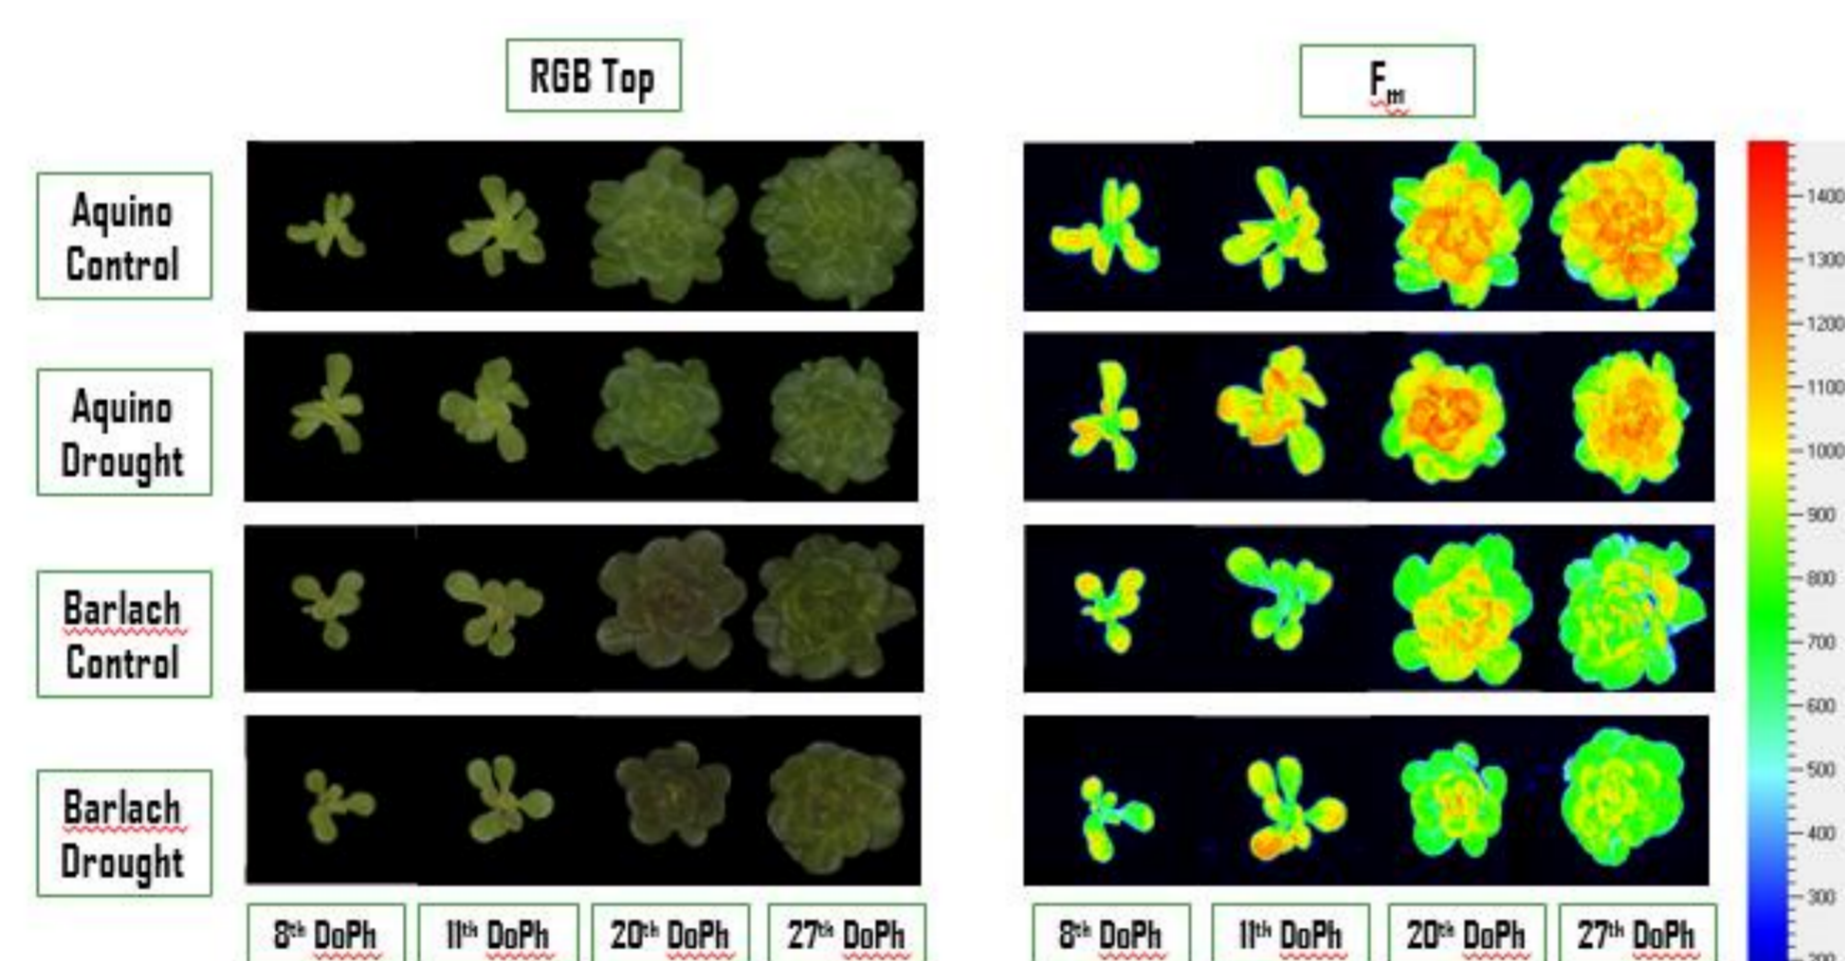 RGB Top
Fm
Aquino
Control
Aquino
Drought
Barlach
Control
Barlach
Drought
1400
1300
1200
1100
1000
900
800
700
600
500
400
300
200
8th DoPh
11th DoPh
20th DoPh
27th DoPh
8th DoPh
11th DoPh
20th DoPh
27th DoPh